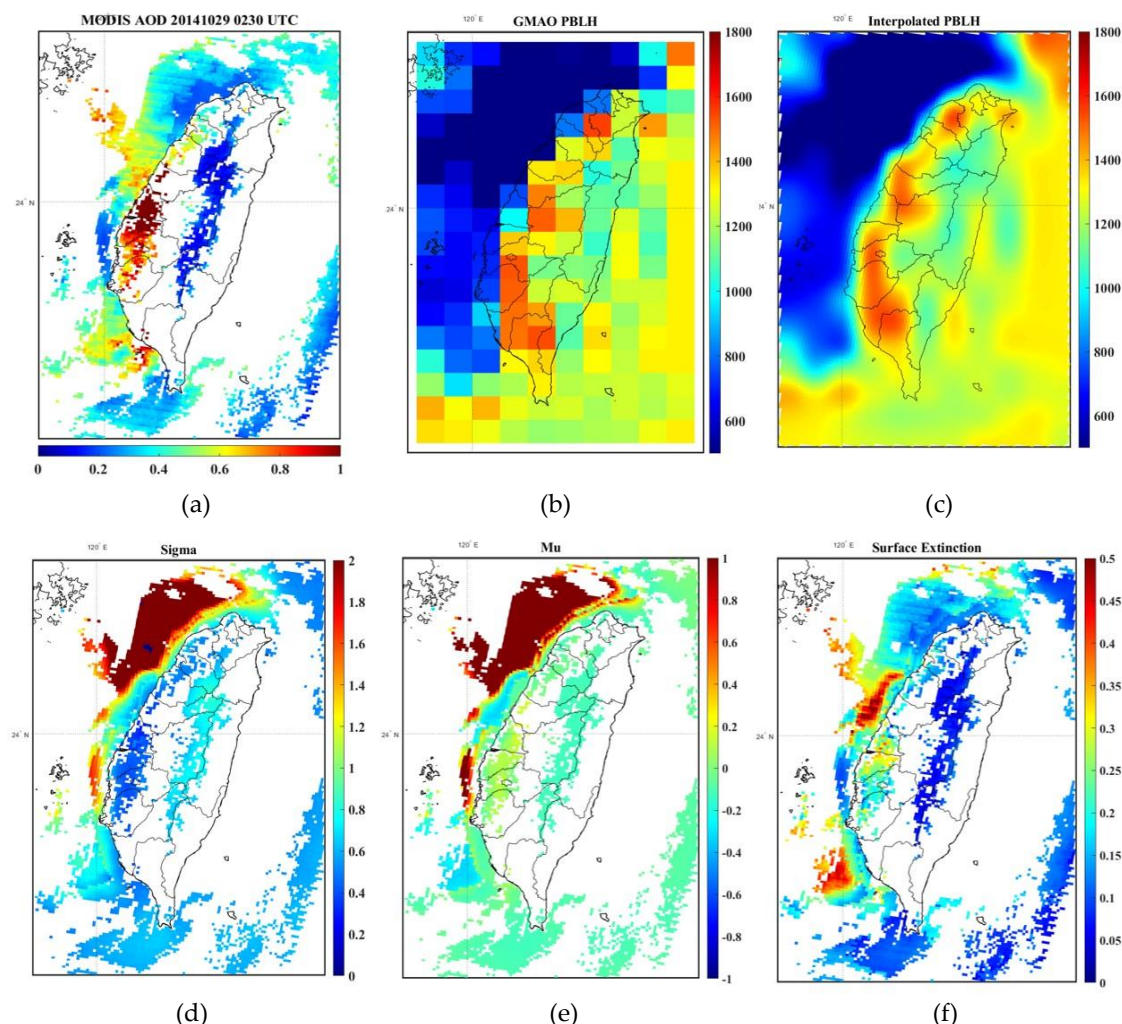 MODIS AOD 20141029 0230 UTC
120° E
24° N
0 0.2 0.4 0.6 0.8 1
(a)
GMAO PBLH
120° E
24° N
1800
1600
1400
1200
1000
800
600
(b)
Interpolated PBLH
120° E
24° N
1800
1600
1400
1200
1000
800
600
(c)
Sigma
120° E
24° N
2
1.8
1.6
1.4
1.2
1
0.8
0.6
0.4
0.2
0
(d)
Mu
120° E
24° N
1
0.8
0.6
0.4
0.2
0
-0.2
-0.4
-0.6
-0.8
-1
(e)
Surface Extinction
120° E
24° N
0.5
0.45
0.4
0.35
0.3
0.25
0.2
0.15
0.1
0.05
0
(f)